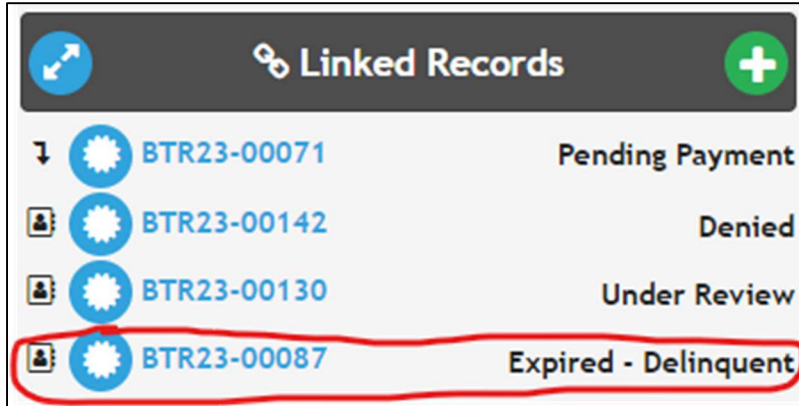 Linked Records
BTR23-00071 Pending Payment
BTR23-00142 Denied
BTR23-00130 Under Review
BTR23-00087 Expired - Delinquent